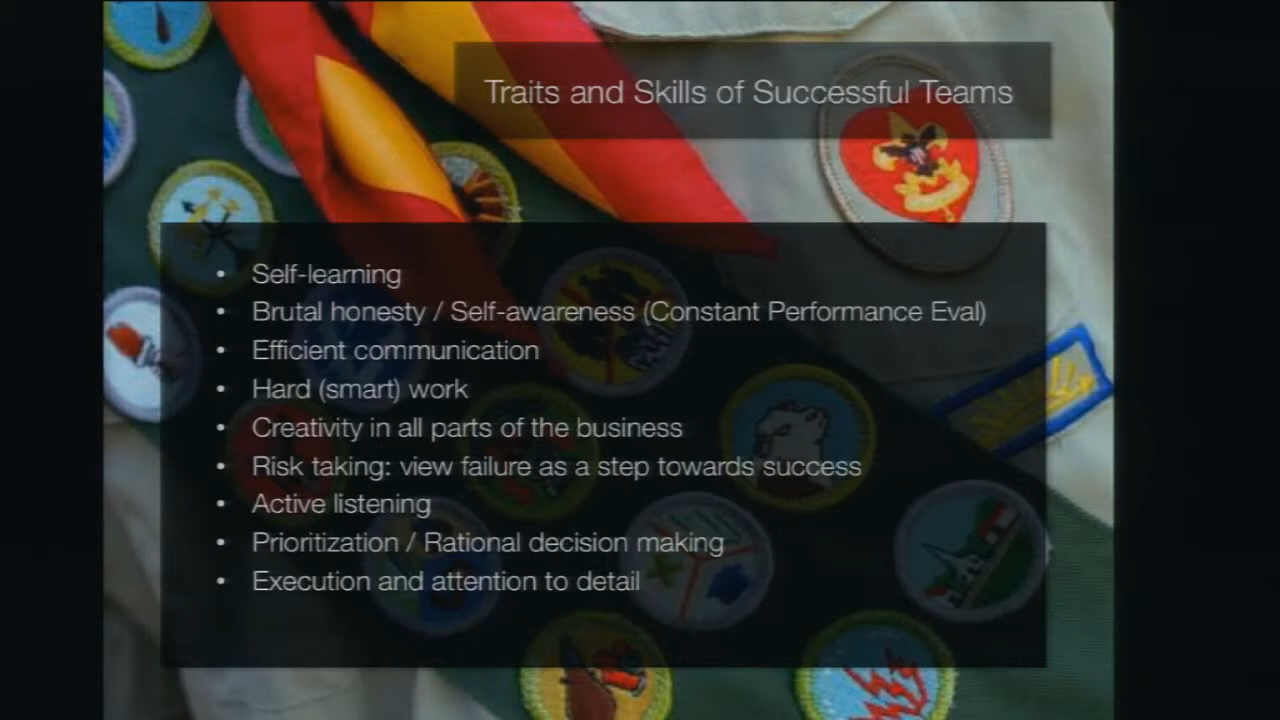 Traits and Skills of Successful Teams
• Self-learning
• Brutal honesty / Self-awareness (Constant Performance Eval)
• Efficient communication
• Hard (smart) work
• Creativity in all parts of the business
• Risk taking: view failure as a step towards success
• Active listening
• Prioritization / Rational decision making
• Execution and attention to detail